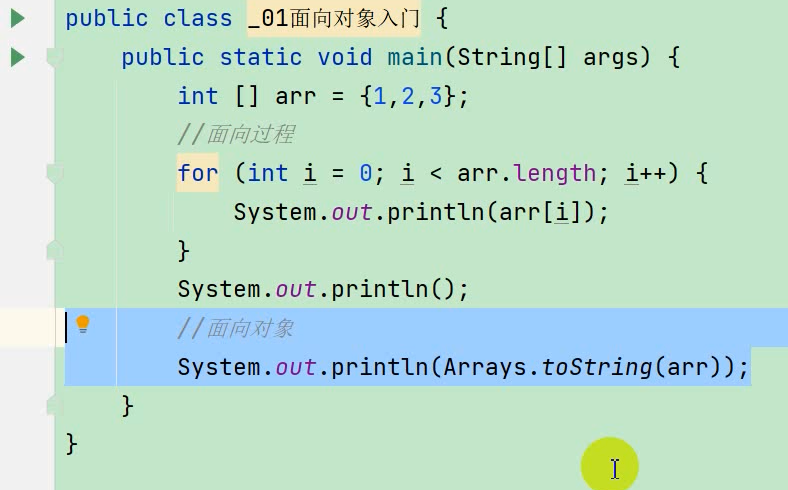 public class _01面向对象入门 {
public static void main(String[] args) {
int [] arr = {1,2,3};
//面向过程
for (int i = 0; i < arr.length; i++) {
System.out.println(arr[i]);
}
System.out.println();
//面向对象
System.out.println(Arrays.toString(arr));
}
}